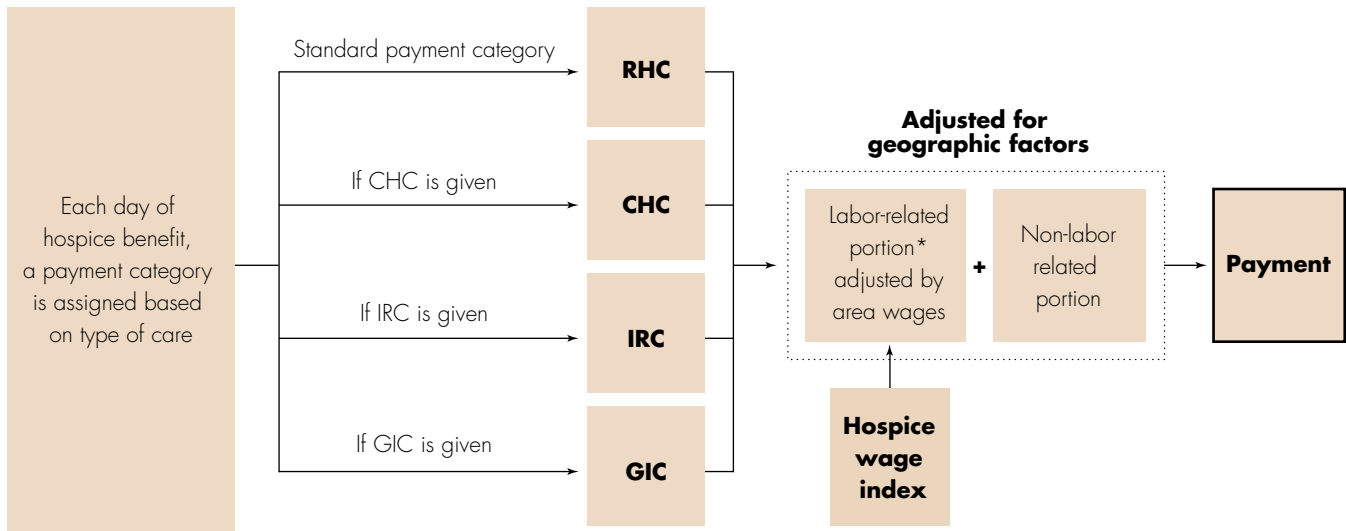 Each day of
hospice benefit,
a payment category
is assigned based
on type of care
Standard payment category
RHC
If CHC is given
CHC
If IRC is given
IRC
If GIC is given
GIC
Adjusted for
geographic factors
Labor-related
portion*
adjusted by
area wages
+
Non-labor
related
portion
Hospice
wage
index
Payment